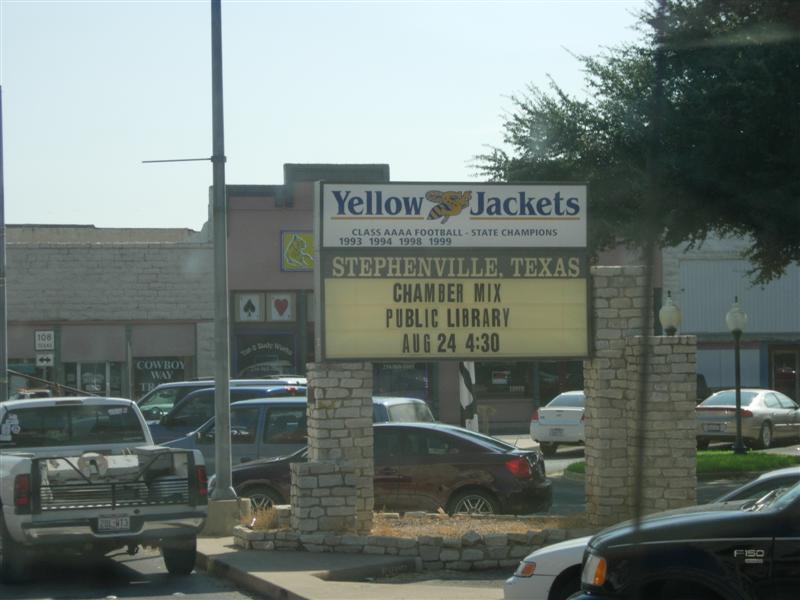 Yellow Jackets
CLASS AAAA FOOTBALL - STATE CHAMPIONS
1993 1994 1998 1999
STEPHENVILLE, TEXAS
CHAMBER MIX
PUBLIC LIBRARY
AUG 24 4:30
108
TEXAS
COWBOY
WAY
F150